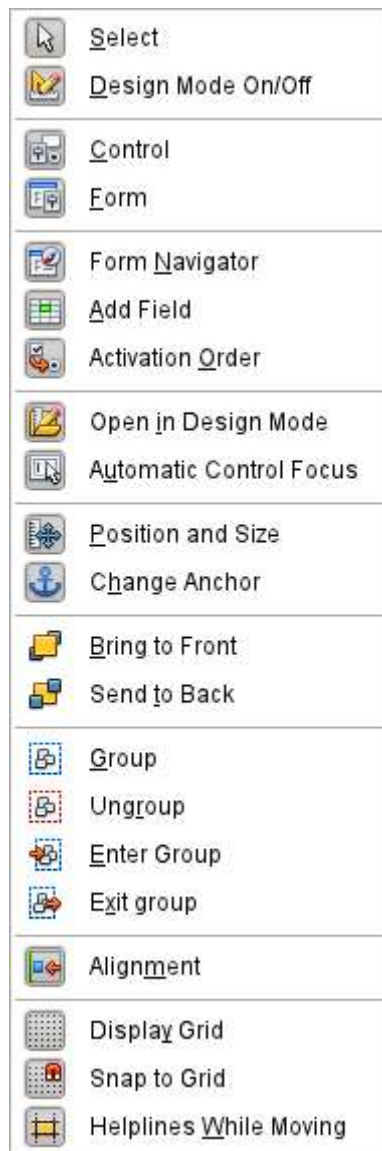 Select
Design Mode On/Off
Control
Form
Form Navigator
Add Field
Activation Order
Open in Design Mode
Automatic Control Focus
Position and Size
Change Anchor
Bring to Front
Send to Back
Group
Ungroup
Enter Group
Exit group
Alignment
Display Grid
Snap to Grid
Helplines While Moving